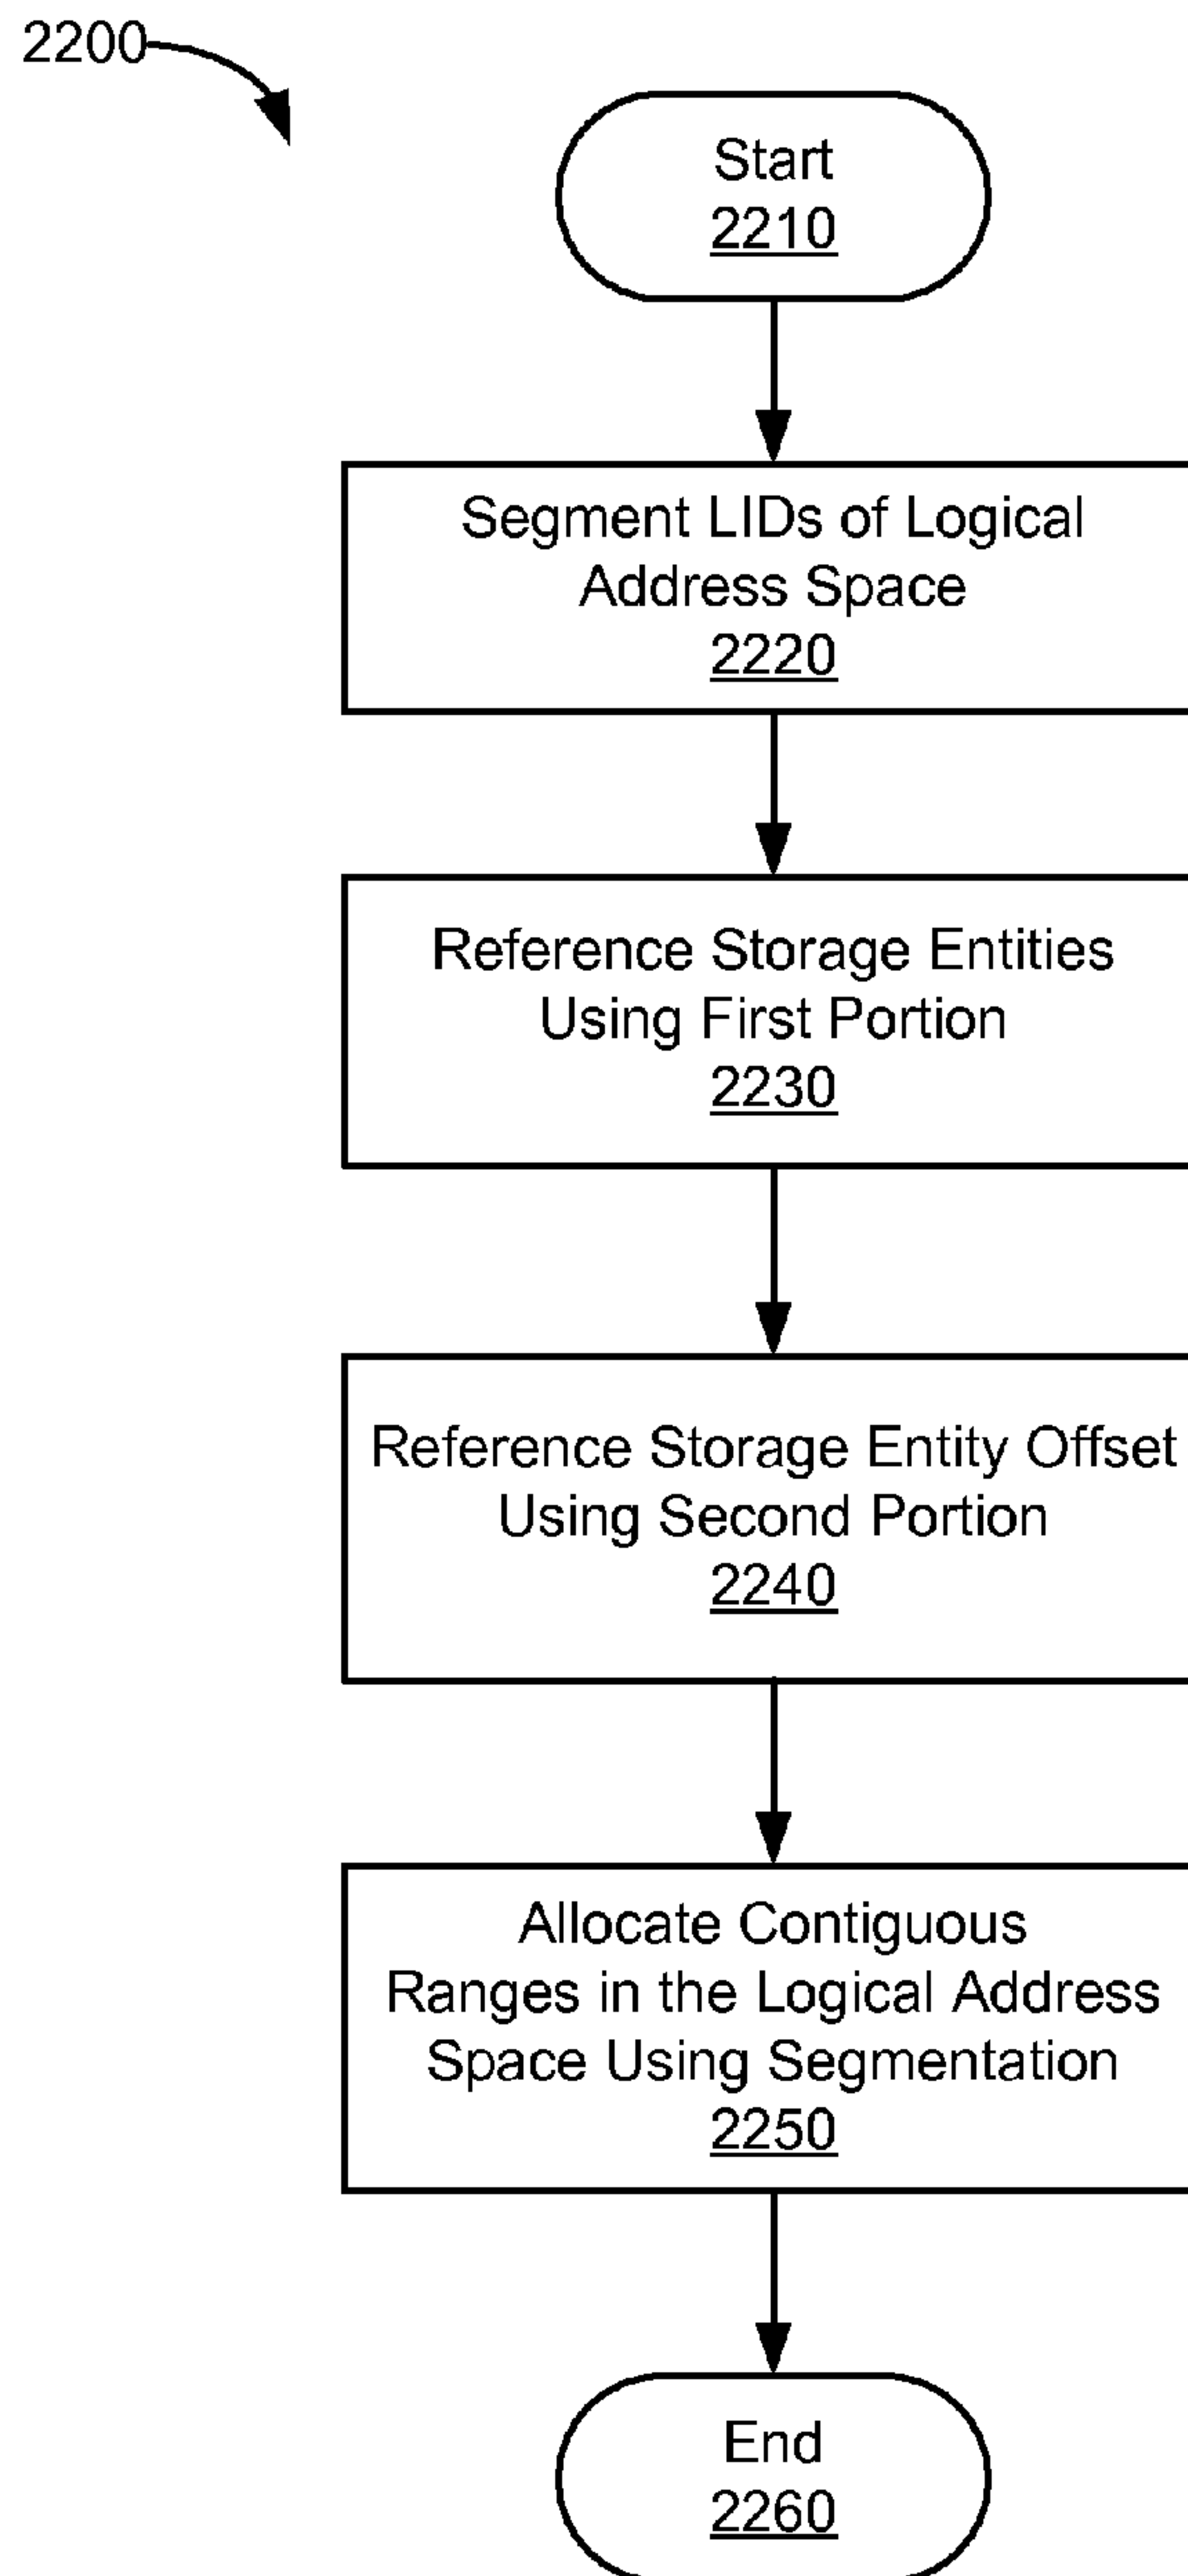 2200
Start
2210
Segment LIDs of Logical
Address Space
2220
Reference Storage Entities
Using First Portion
2230
Reference Storage Entity Offset
Using Second Portion
2240
Allocate Contiguous
Ranges in the Logical Address
Space Using Segmentation
2250
End
2260